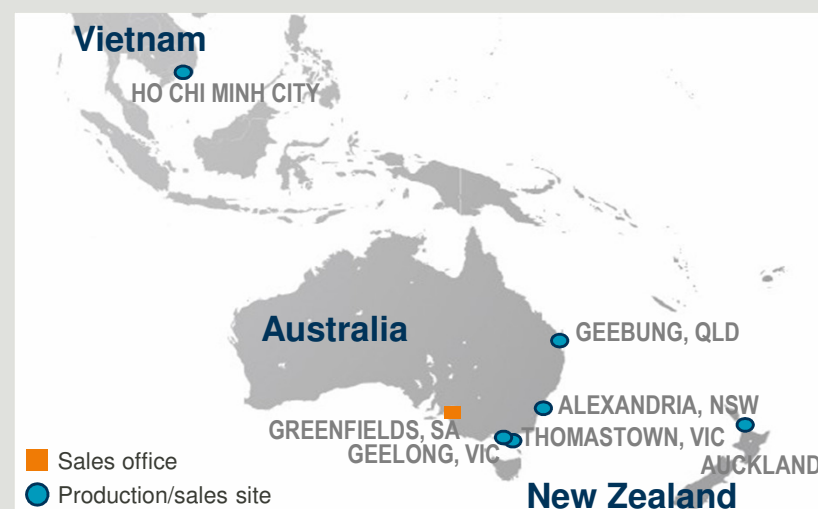 Vietnam
HO CHI MINH CITY
Australia
GEEBUNG, QLD
ALEXANDRIA, NSW
GREENFIELDS, SA
THOMASTOWN, VIC
GEELONG, VIC
AUCKLAND
New Zealand
Sales office
Production/sales site